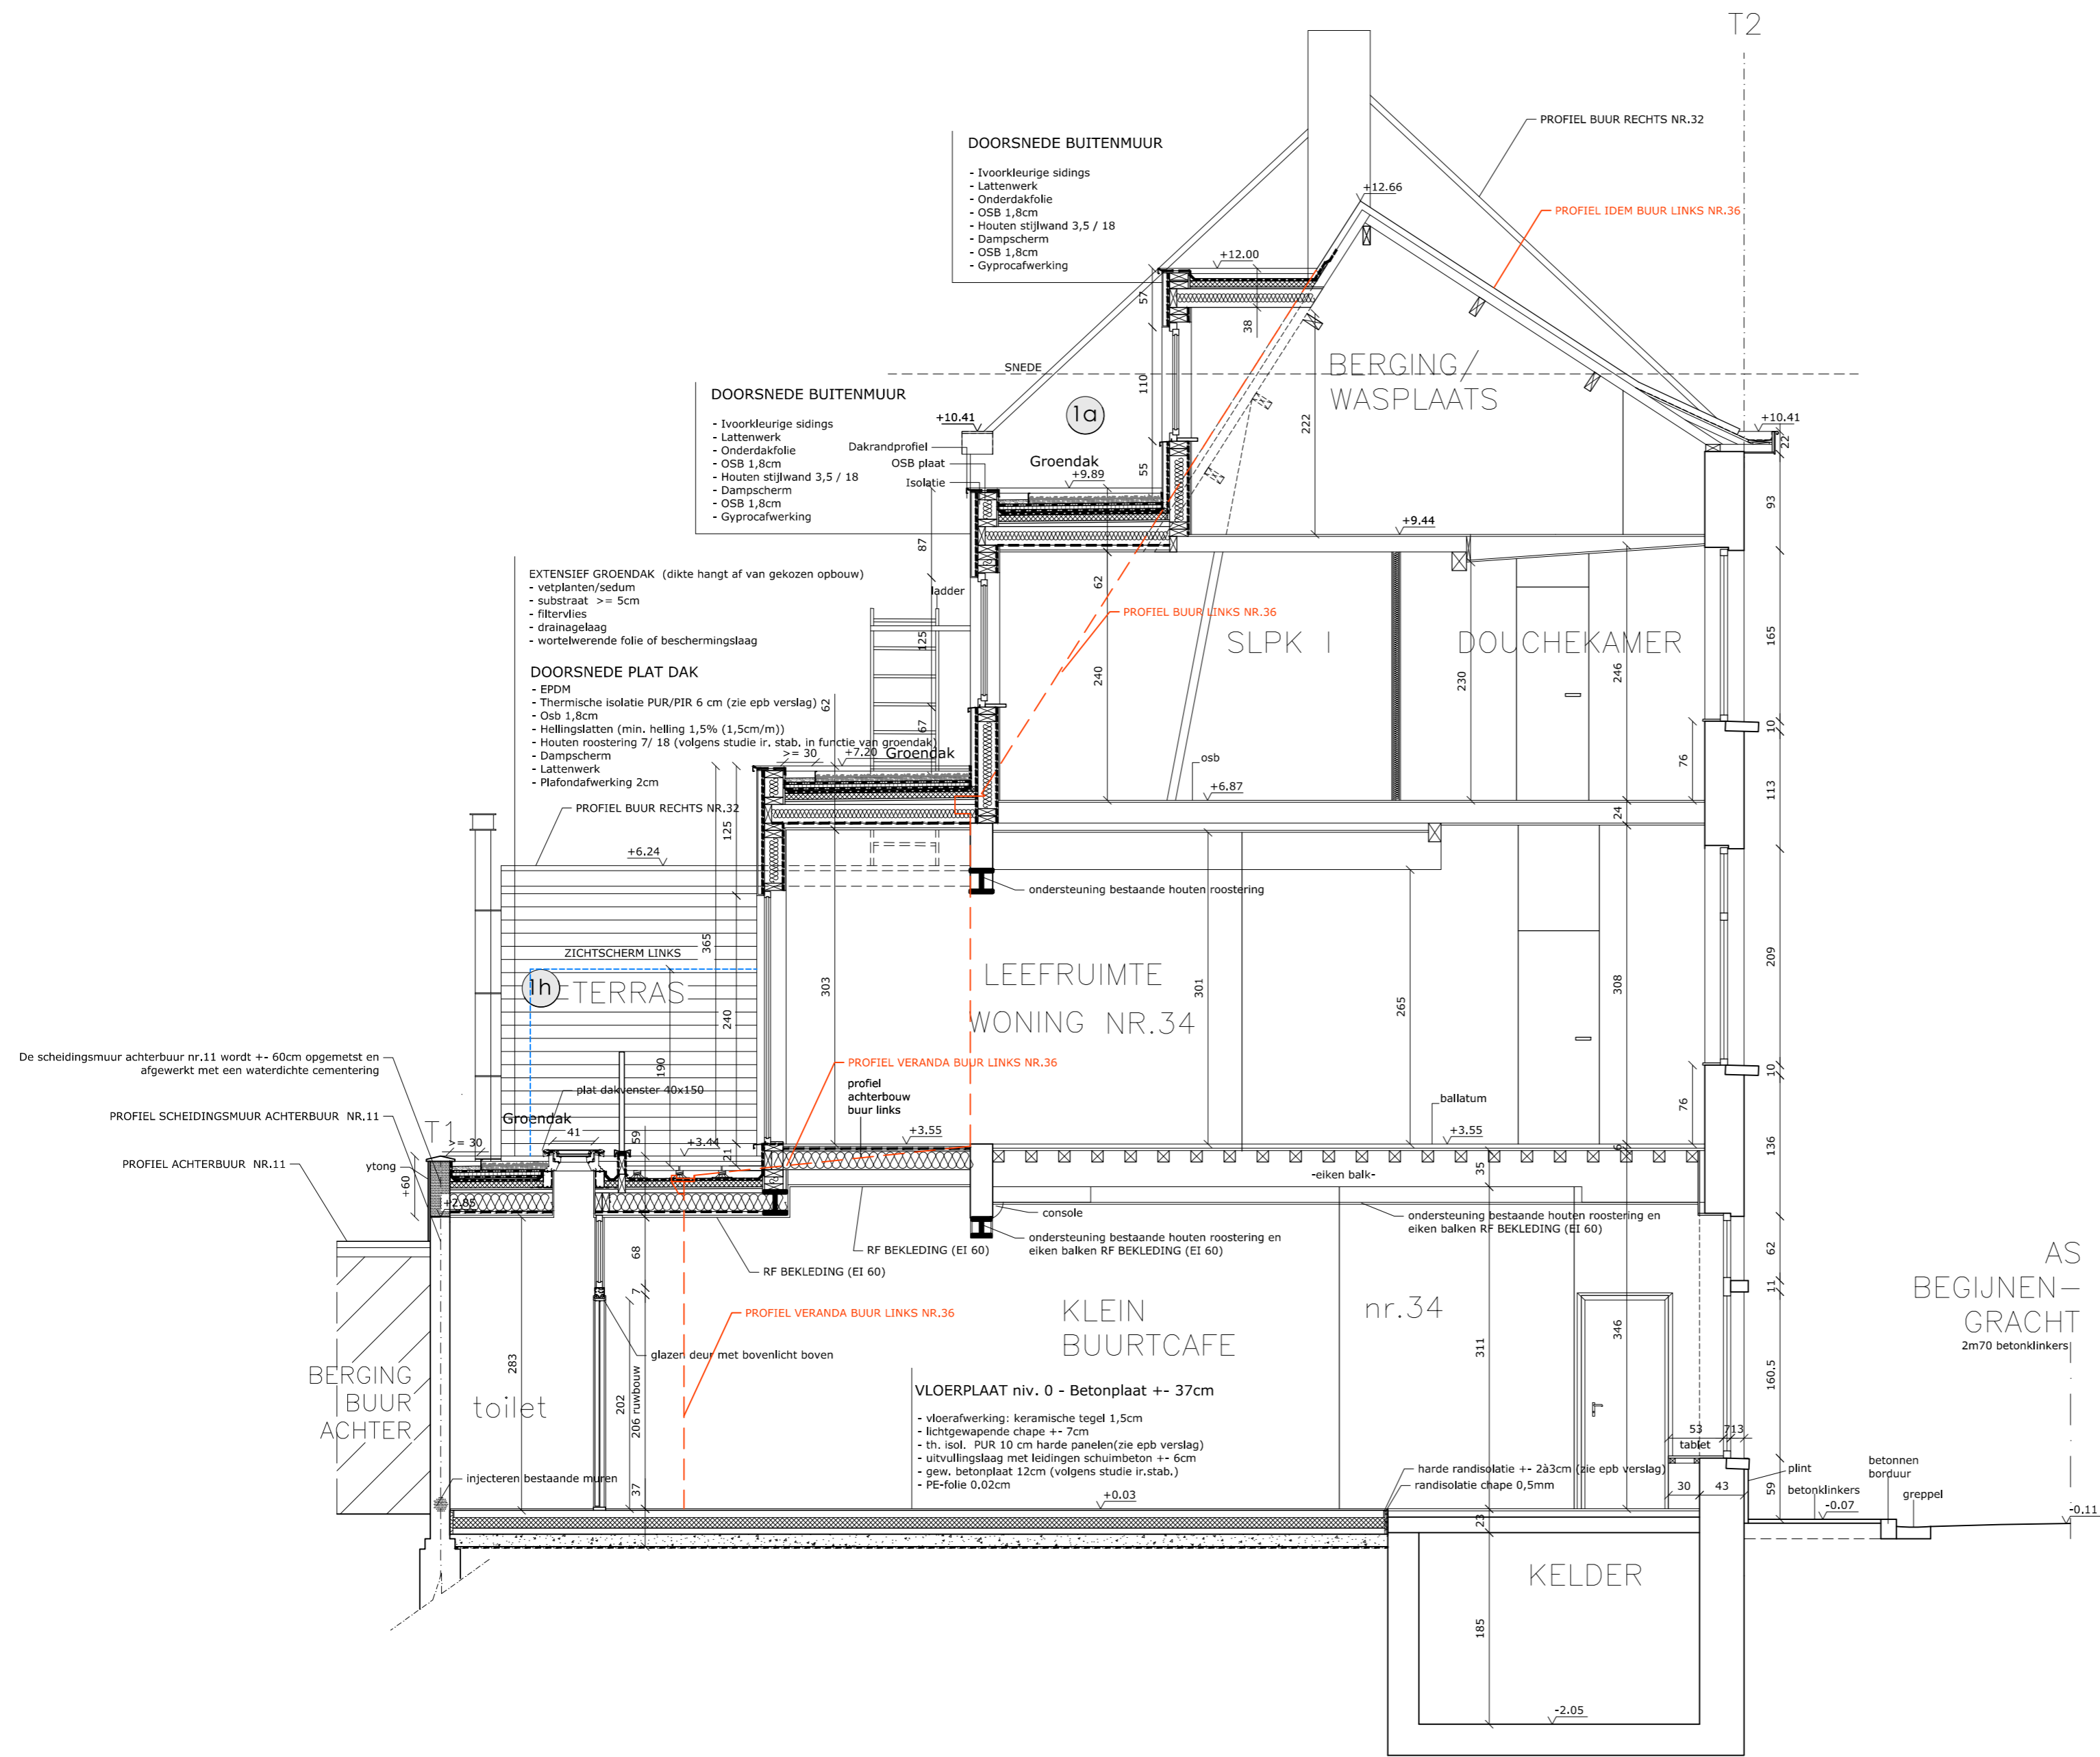 T2
PROFIEL BUUR RECHTS NR.32
DOORSNEDE BUITENMUUR
- Ivoorkleurige sidings
- Lattenwerk
- Onderdakfolie
- OSB 1,8cm
- Houten stijlwand 3,5 / 18
- Dampscherm
- OSB 1,8cm
- Gyprocafwerking
+12.66
PROFIEL IDEM BUUR LINKS NR.36
+12.00
57
38
SNEDE
BERGING/
WASPLAATS
110
222
DOORSNEDE BUITENMUUR
- Ivoorkleurige sidings
- Lattenwerk
- Onderdakfolie
- OSB 1,8cm
- Houten stijlwand 3,5 / 18
- Dampscherm
- OSB 1,8cm
- Gyprocafwerking
+10.41
1a
+10.41
22
Dakrandprofiel
OSB plaat
Isolatie
Groendak
+9.89
55
93
+9.44
87
EXTENSIEF GROENDAK (dikte hangt af van gekozen opbouw)
- vetplanten/sedum
- substraat >= 5cm
- filtervlies
- drainagelaag
- wortelwerende folie of beschermingslaag
ladder
62
125
PROFIEL BUUR LINKS NR.36
SLPK 1
DOUCHEKAMER
165
240
230
246
DOORSNEDE PLAT DAK
- EPDM
- Thermische isolatie PUR/PIR 6 cm (zie epb verslag)
- Osb 1,8cm
- Hellingslatten (min. helling 1,5% (1,5cm/m))
- Houten roostering 7/ 18 (volgens studie ir. stab. in functie van groendak)
- Dampscherm
- Lattenwerk
- Plafondafwerking 2cm
62
67
>= 30
+7.20
Groendak
10
76
osb
+6.87
113
24
PROFIEL BUUR RECHTS NR.32
125
+6.24
ondersteuning bestaande houten roostering
ZICHTSCHERM LINKS
365
1h
TERRAS
LEEFRUIMTE
WONING NR.34
303
301
265
308
209
240
190
De scheidingsmuur achterbuur nr.11 wordt +- 60cm opgemetst en
afgewerkt met een waterdichte cementering
PROFIEL VERANDA BUUR LINKS NR.36
profiel
achterbouw
buur links
plat dakvenster 40x150
ballatum
10
76
PROFIEL SCHEIDINGSMUUR ACHTERBUUR NR.11
T1
Groendak
>= 30
41
59
+3.44
21
+3.55
+3.55
6
136
PROFIEL ACHTERBUUR NR.11
ytong
+60
+2.85
-eiken balk-
35
console
ondersteuning bestaande houten roostering en
eiken balken RF BEKLEDING (EI 60)
ondersteuning bestaande houten roostering en
eiken balken RF BEKLEDING (EI 60)
RF BEKLEDING (EI 60)
RF BEKLEDING (EI 60)
68
7
62
11
AS
BEGIJNEN-
GRACHT
2m70 betonklinkers
PROFIEL VERANDA BUUR LINKS NR.36
KLEIN
BUURTCAFE
nr.34
glazen deur met bovenlicht boven
283
202
206 ruwbouw
311
346
160.5
BERGING
BUUR
ACHTER
toilet
VLOERPLAAT niv. 0 - Betonplaat +- 37cm
- vloerafwerking: keramische tegel 1,5cm
- lichtgewapende chape +- 7cm
- th. isol. PUR 10 cm harde panelen(zie epb verslag)
- uitvullingslaag met leidingen schuimbeton +- 6cm
- gew. betonplaat 12cm (volgens studie ir.stab.)
- PE-folie 0.02cm
53
7
13
tablet
injecteren bestaande muren
37
harde randisolatie +- 2à3cm (zie epb verslag)
randisolatie chape 0,5mm
30
43
59
plint
betonklinkers
betonnen
borduur
greppel
+0.03
-0.07
-0.11
23
KELDER
185
-2.05